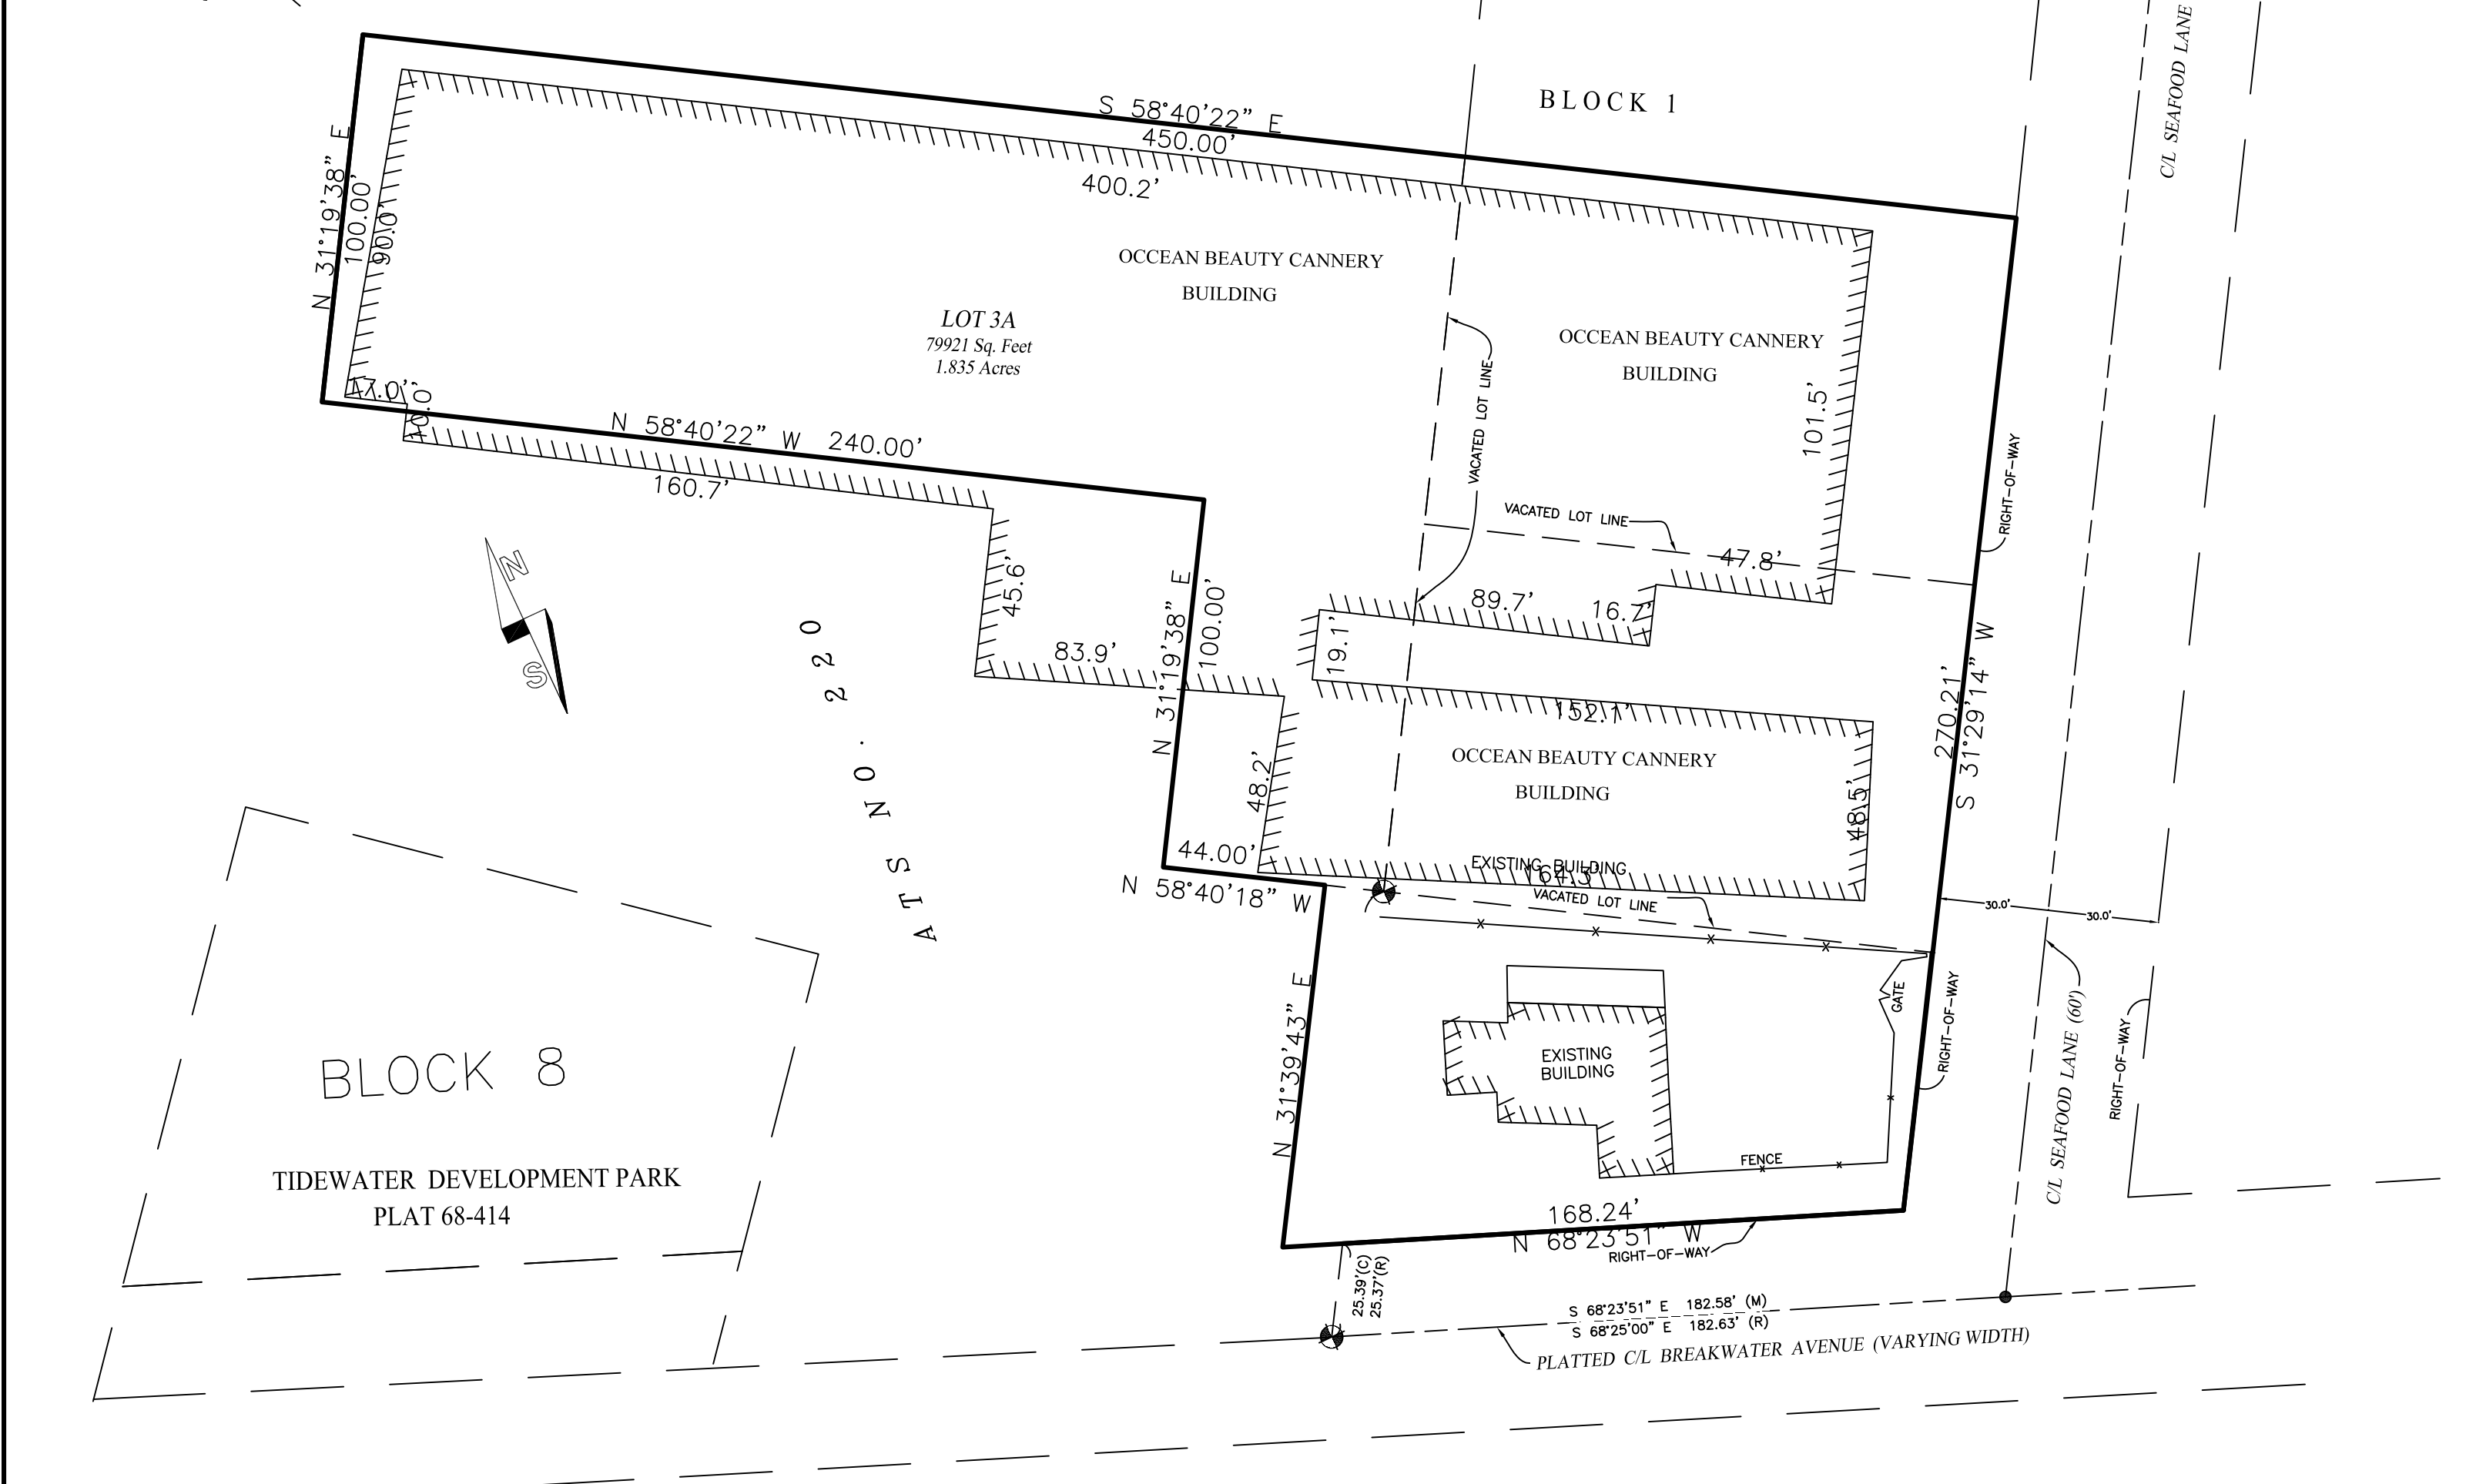 C/L SEAFOOD LANE
BLOCK 1
S 58°40'22" E
450.00'
400.2'
N 31°19'38" E
100.00'
90.0'
OCCEAN BEAUTY CANNERY
BUILDING
LOT 3A
79921 Sq. Feet
1.835 Acres
OCCEAN BEAUTY CANNERY
BUILDING
VACATED LOT LINE
101.5'
17.0'
10.0'
N 58°40'22" W 240.00'
160.7'
RIGHT-OF-WAY
VACATED LOT LINE
47.8'
N
S
45.6'
83.9'
N 31°19'38" E
100.00'
89.7'
16.7'
19.1'
152.1'
270.21'
S 31°29'14" W
ATS NO. 220
OCCEAN BEAUTY CANNERY
BUILDING
48.2'
48.5'
44.00'
N 58°40'18" W
EXISTING BUILDING
164.3'
VACATED LOT LINE
30.0'
30.0'
N 31°39'43" E
GATE
RIGHT-OF-WAY
C/L SEAFOOD LANE (60')
RIGHT-OF-WAY
EXISTING
BUILDING
FENCE
BLOCK 8
TIDEWATER DEVELOPMENT PARK
PLAT 68-414
168.24'
N 68°23'51" W
RIGHT-OF-WAY
25.39'(C)
25.37'(R)
S 68°23'51" E 182.58' (M)
S 68°25'00" E 182.63' (R)
PLATTED C/L BREAKWATER AVENUE (VARYING WIDTH)